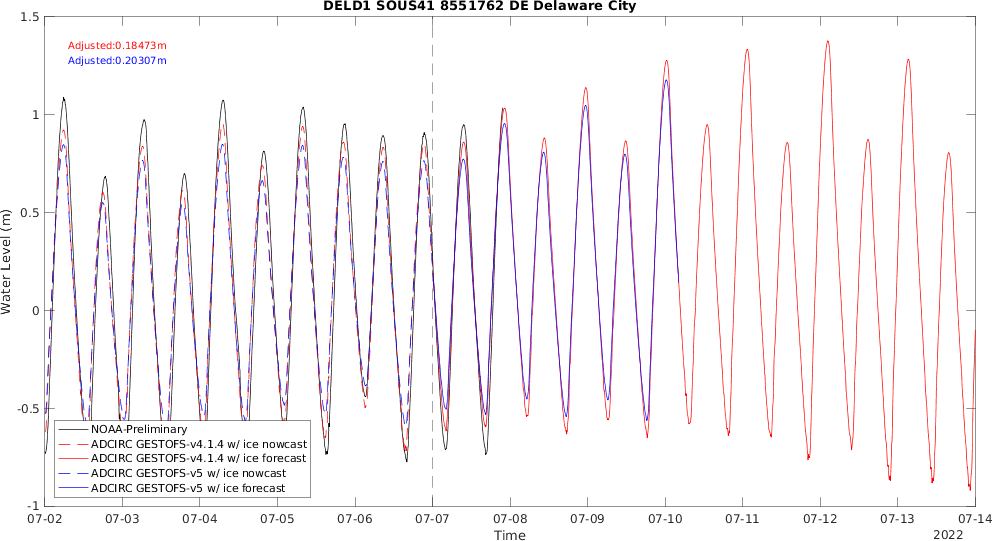 DELD1 SOUS41 8551762 DE Delaware City
Adjusted:0.18473m
Adjusted:0.20307m
Water Level (m)
1.5
1
0.5
0
-0.5
-1
NOAA-Preliminary
ADCIRC GESTOFS-v4.1.4 w/ ice nowcast
ADCIRC GESTOFS-v4.1.4 w/ ice forecast
ADCIRC GESTOFS-v5 w/ ice nowcast
ADCIRC GESTOFS-v5 w/ ice forecast
07-02 07-03 07-04 07-05 07-06 07-07 07-08 07-09 07-10 07-11 07-12 07-13 07-14
Time
2022